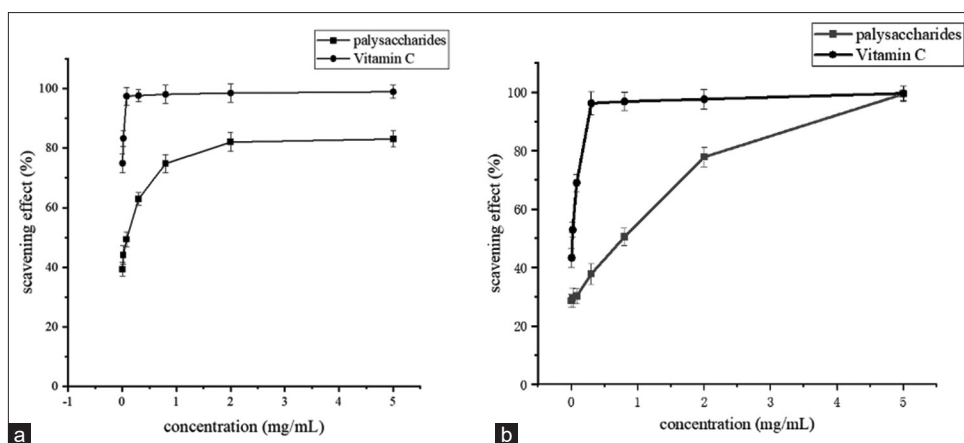 palysaccharides
Vitamin C
100
80
60
40
20
0
-1 0 1 2 3 4 5
scavening effect (%)
concentration (mg/mL)
a
palysaccharides
Vitamin C
100
80
60
40
20
0
0 1 2 3 4 5
scavening effect (%)
concentration (mg/mL)
b